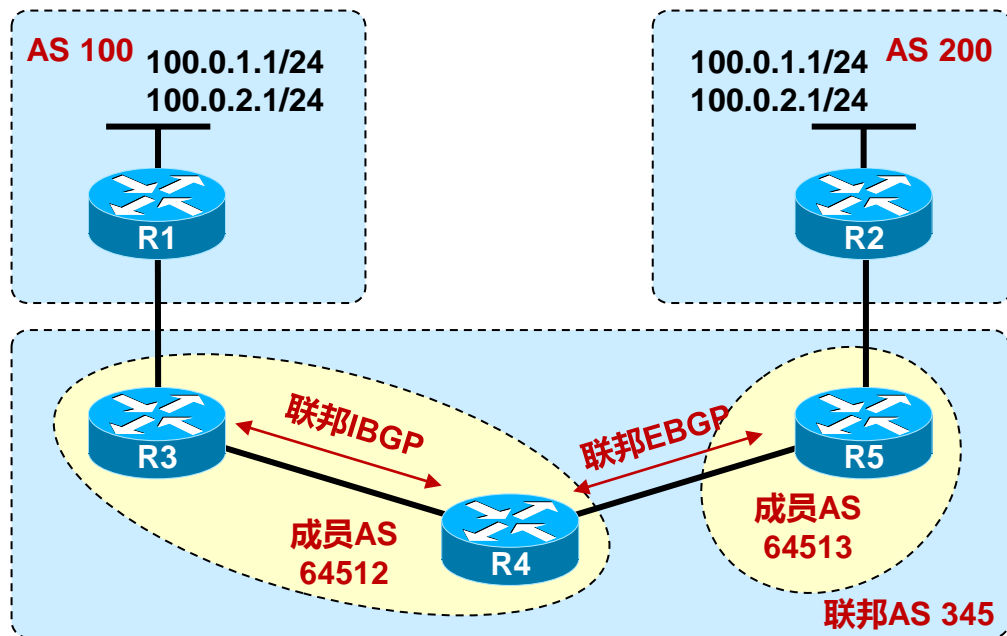 AS 100
100.0.1.1/24
100.0.2.1/24
R1
100.0.1.1/24
100.0.2.1/24
AS 200
R2
R3
联邦IBGP
R4
联邦EBGP
R5
成员AS
64512
成员AS
64513
联邦AS 345